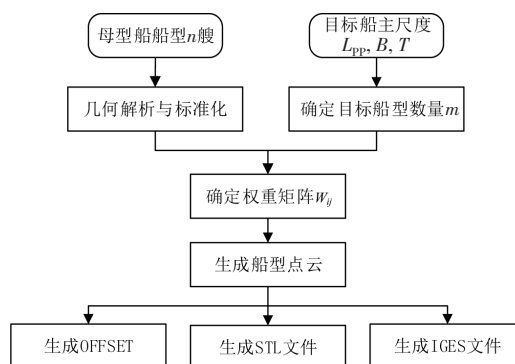 母型船船型n艘
目标船主尺度
LPP, B, T
几何解析与标准化
确定目标船型数量m
确定权重矩阵Wij
生成船型点云
生成OFFSET
生成STL文件
生成IGES文件